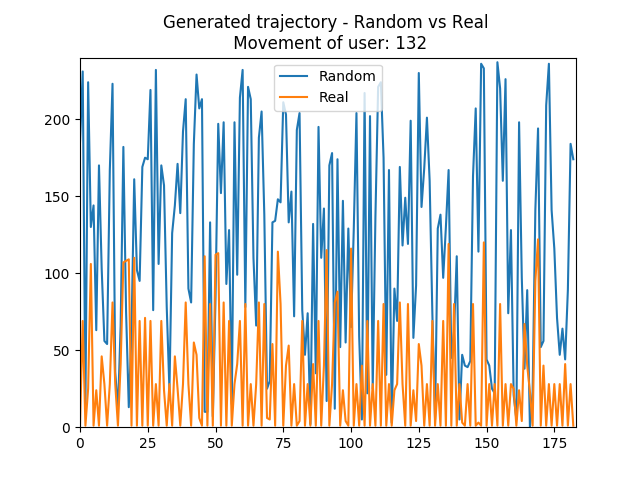 Generated trajectory - Random vs Real
Movement of user: 132
Random
Real
200
150
100
50
0
0 25 50 75 100 125 150 175